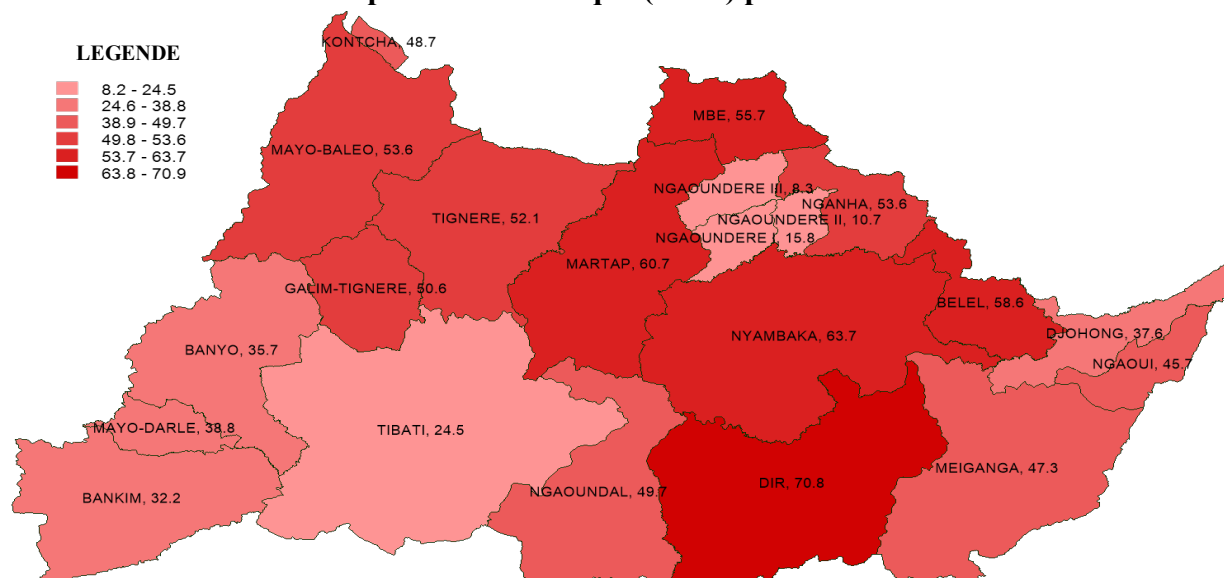 KONTCHA, 48.7
LEGENDE
8.2 - 24.5
24.6 - 38.8
38.9 - 49.7
49.8 - 53.6
53.7 - 63.7
63.8 - 70.9
MBE, 55.7
MAYO-BALEO, 53.6
NGAOUNDERE III, 8.3
NGANHA, 53.6
TIGNERE, 52.1
NGAOUNDERE II, 10.7
NGAOUNDERE I, 15.8
MARTAP, 60.7
GALIM-TIGNERE, 50.6
BELEL, 58.6
DJOHONG, 37.6
NYAMBAKA, 63.7
BANYO, 35.7
NGAOUI, 45.7
MAYO-DARLE, 38.8
TIBATI, 24.5
MEIGANGA, 47.3
DIR, 70.8
NGAOUNDAL, 49.7
BANKIM, 32.2